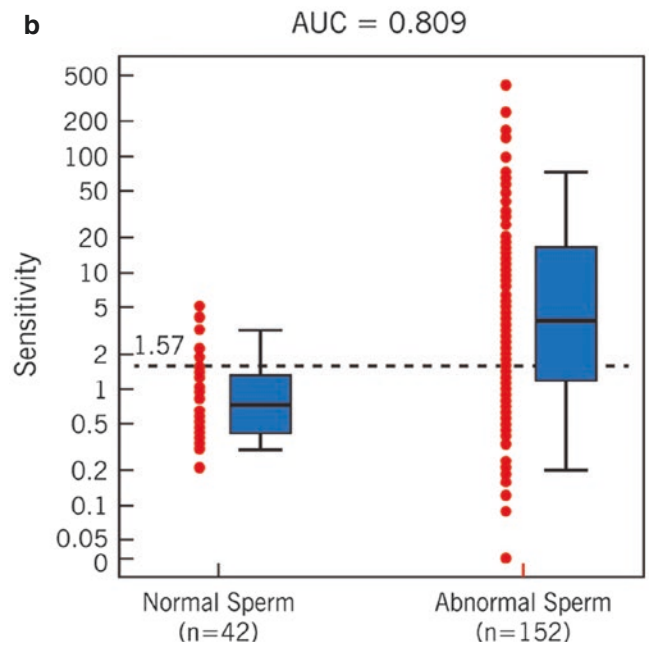 b
AUC = 0.809
Sensitivity
500
200
100
50
20
10
5
2
1
0.5
0.2
0.1
0.05
0
1.57
Normal Sperm
(n=42)
Abnormal Sperm
(n=152)